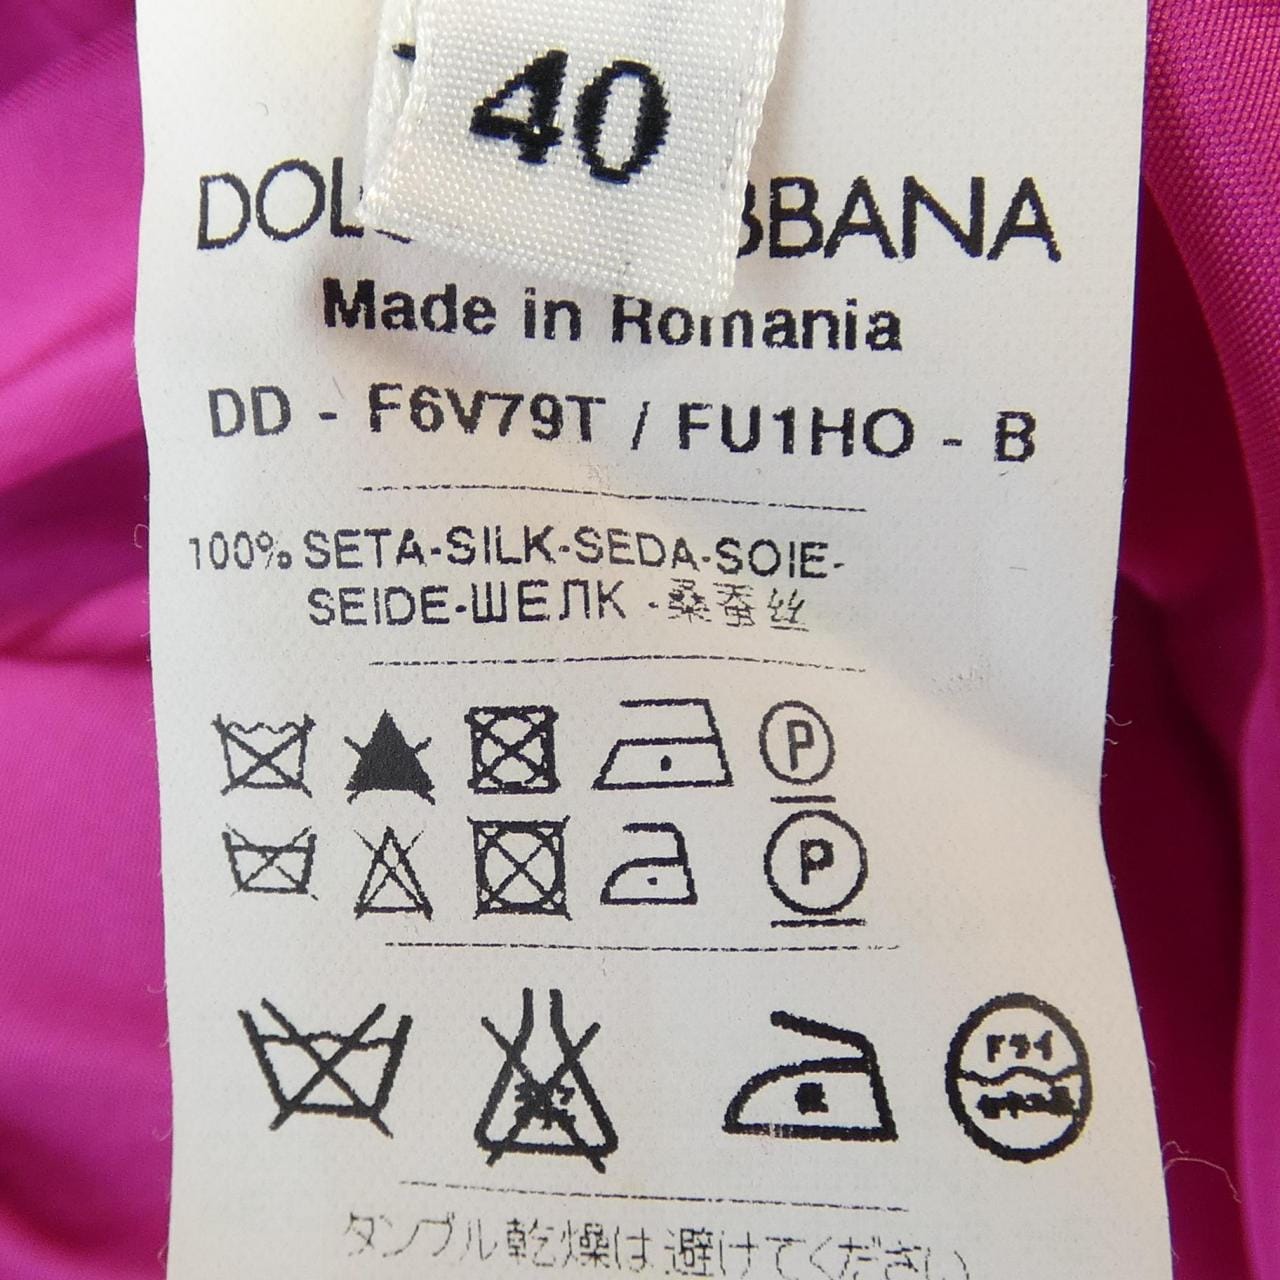 40
DOL BBANA
Made in Romania
DD - F6V79T / FU1HO - B
100% SETA-SILK-SEDA-SOIE-
SEIDE-ШЕЛК -桑蚕丝
P
P
ドライ
タンブル乾燥は避けてください